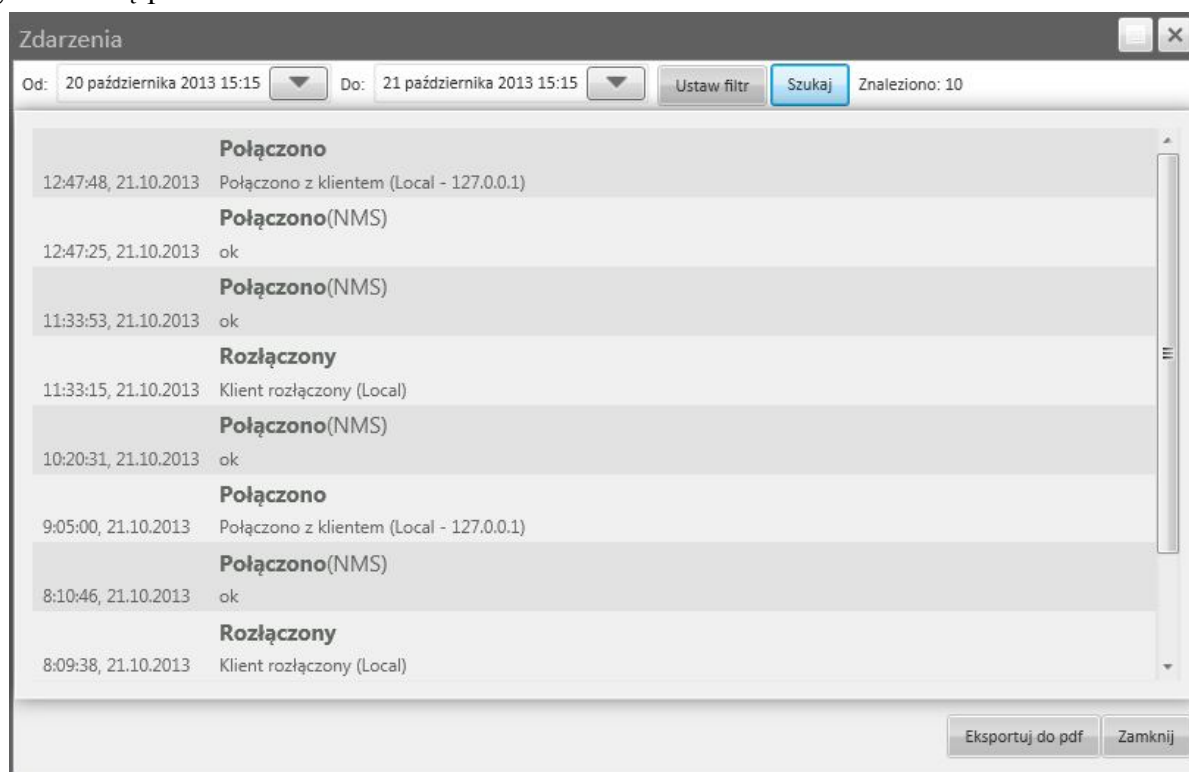 Zdarzenia
Od: 20 października 2013 15:15 Do: 21 października 2013 15:15 Ustaw filtr Szukaj Znaleziono: 10
Połączono
12:47:48, 21.10.2013 Połączono z klientem (Local - 127.0.0.1)
Połączono(NMS)
12:47:25, 21.10.2013 ok
Połączono(NMS)
11:33:53, 21.10.2013 ok
Rozłączony
11:33:15, 21.10.2013 Klient rozłączony (Local)
Połączono(NMS)
10:20:31, 21.10.2013 ok
Połączono
9:05:00, 21.10.2013 Połączono z klientem (Local - 127.0.0.1)
Połączono(NMS)
8:10:46, 21.10.2013 ok
Rozłączony
8:09:38, 21.10.2013 Klient rozłączony (Local)
Eksportuj do pdf Zamknij